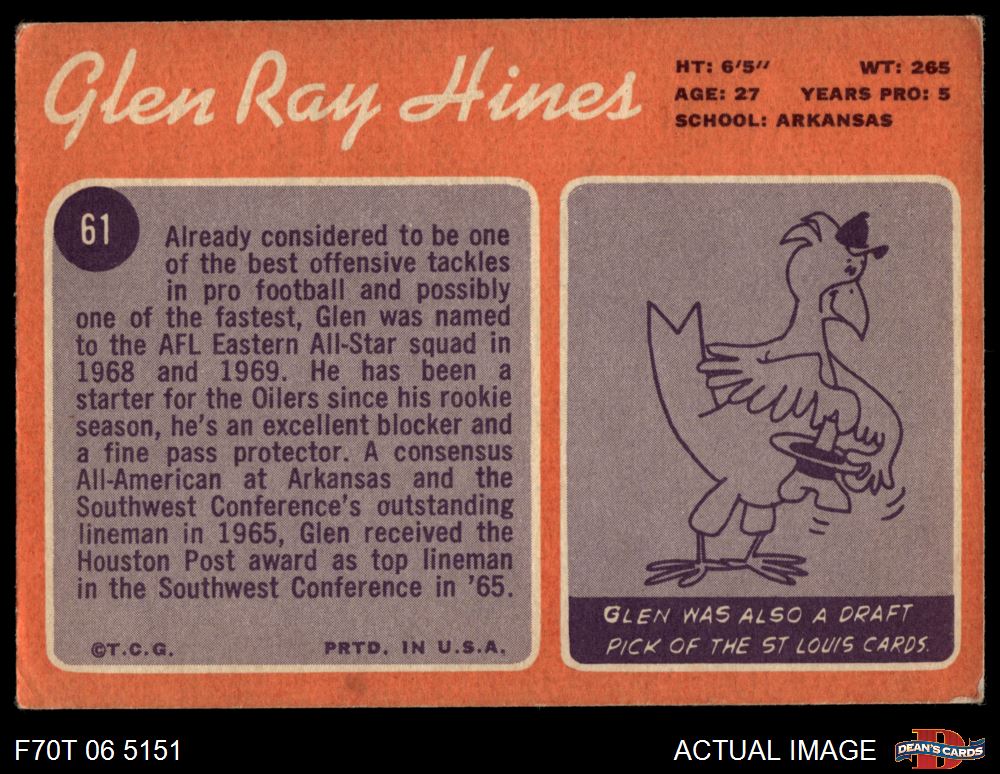 Glen Ray Hines
HT: 6'5" WT: 265
AGE: 27 YEARS PRO: 5
SCHOOL: ARKANSAS
61
Already considered to be one
of the best offensive tackles
in pro football and possibly
one of the fastest, Glen was named
to the AFL Eastern All-Star squad in
1968 and 1969. He has been a
starter for the Oilers since his rookie
season, he's an excellent blocker and
a fine pass protector. A consensus
All-American at Arkansas and the
Southwest Conference's outstanding
lineman in 1965, Glen received the
Houston Post award as top lineman
in the Southwest Conference in '65.
©T.C.G. PRTD. IN U.S.A.
GLEN WAS ALSO A DRAFT
PICK OF THE ST LOUIS CARDS.
F70T 06 5151
ACTUAL IMAGE
D
DEAN'S CARDS